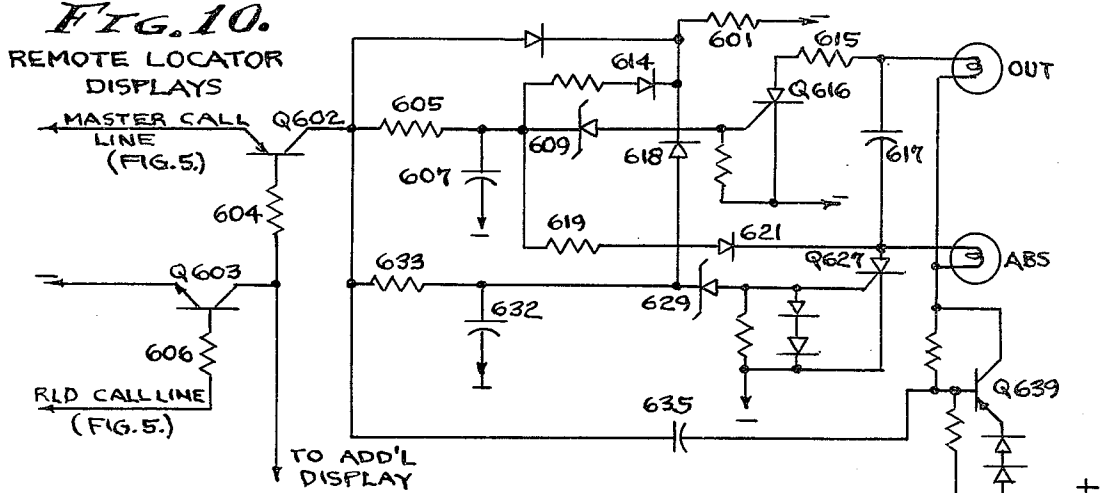 FIG. 10.
REMOTE LOCATOR
DISPLAYS
MASTER CALL
LINE
(FIG. 5.)
Q602
605
607
604
Q603
606
RLD CALL LINE
(FIG. 5.)
TO ADD'L
DISPLAY
633
632
609
614
618
619
601
615
Q616
617
621
Q627
629
635
Q639
OUT
ABS
−
−
−
−
−
−
−
+